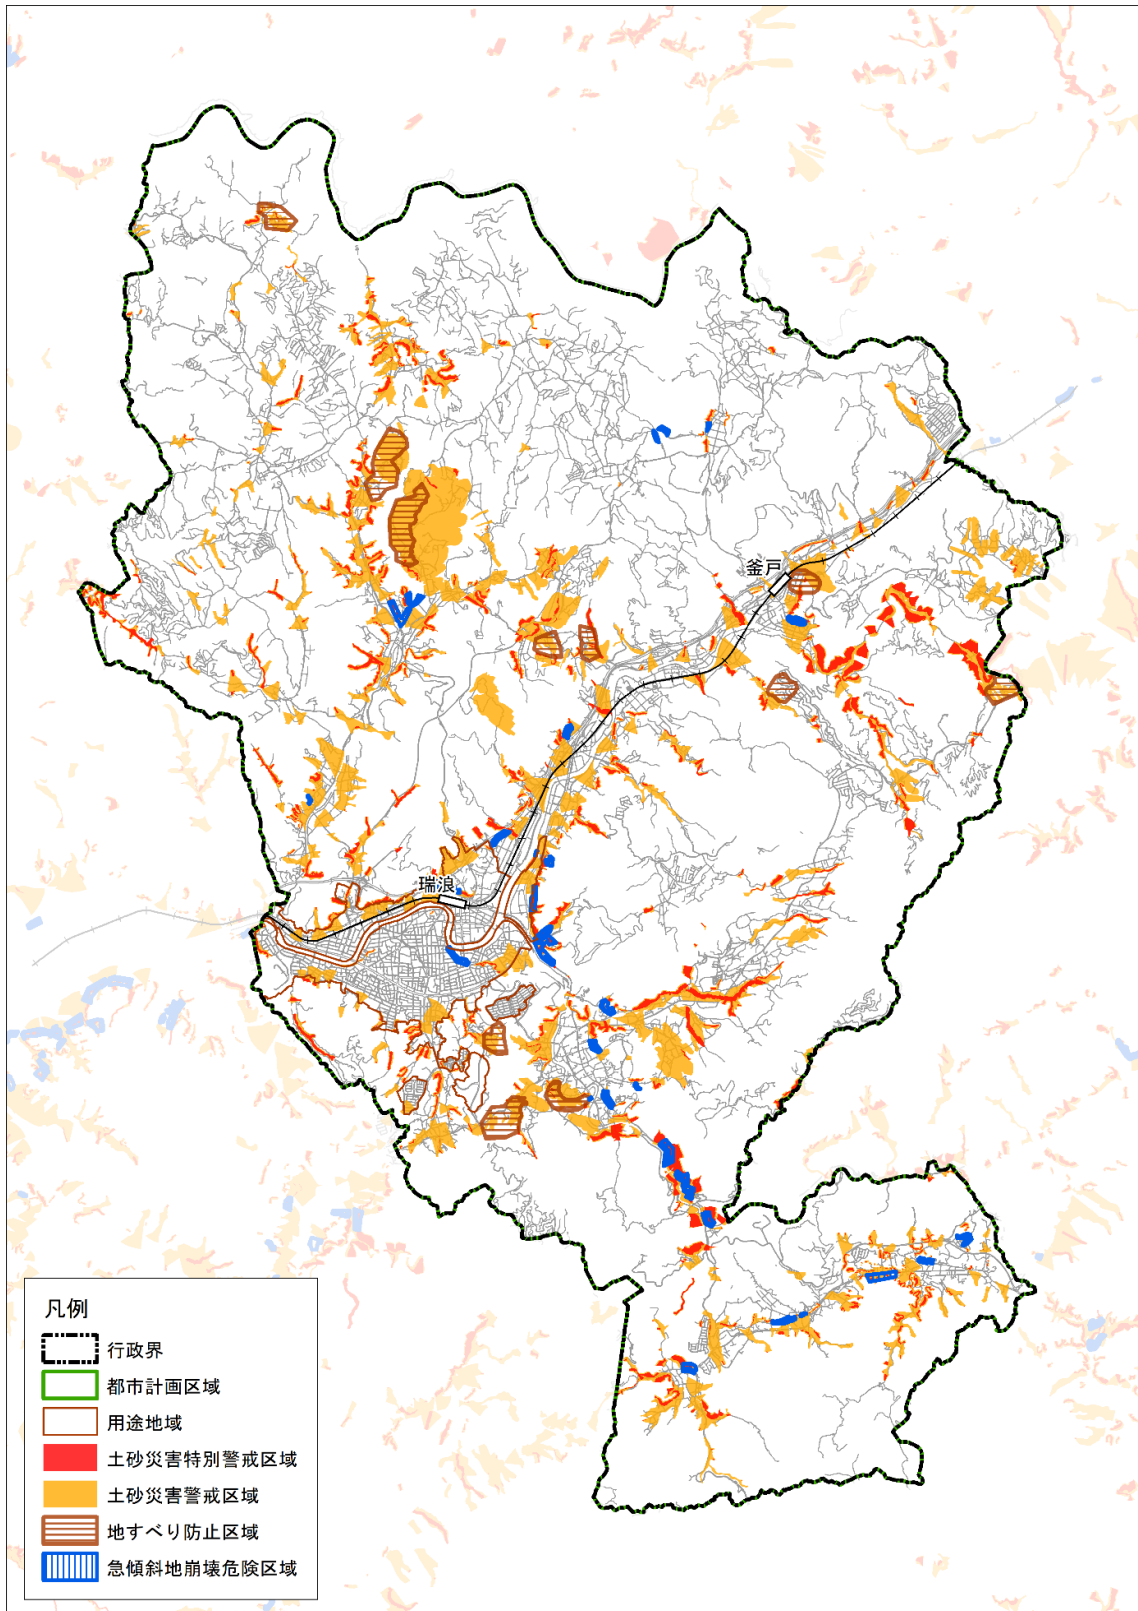 釜戸
瑞浪
凡例
行政界
都市計画区域
用途地域
土砂災害特別警戒区域
土砂災害警戒区域
地すべり防止区域
急傾斜地崩壊危険区域